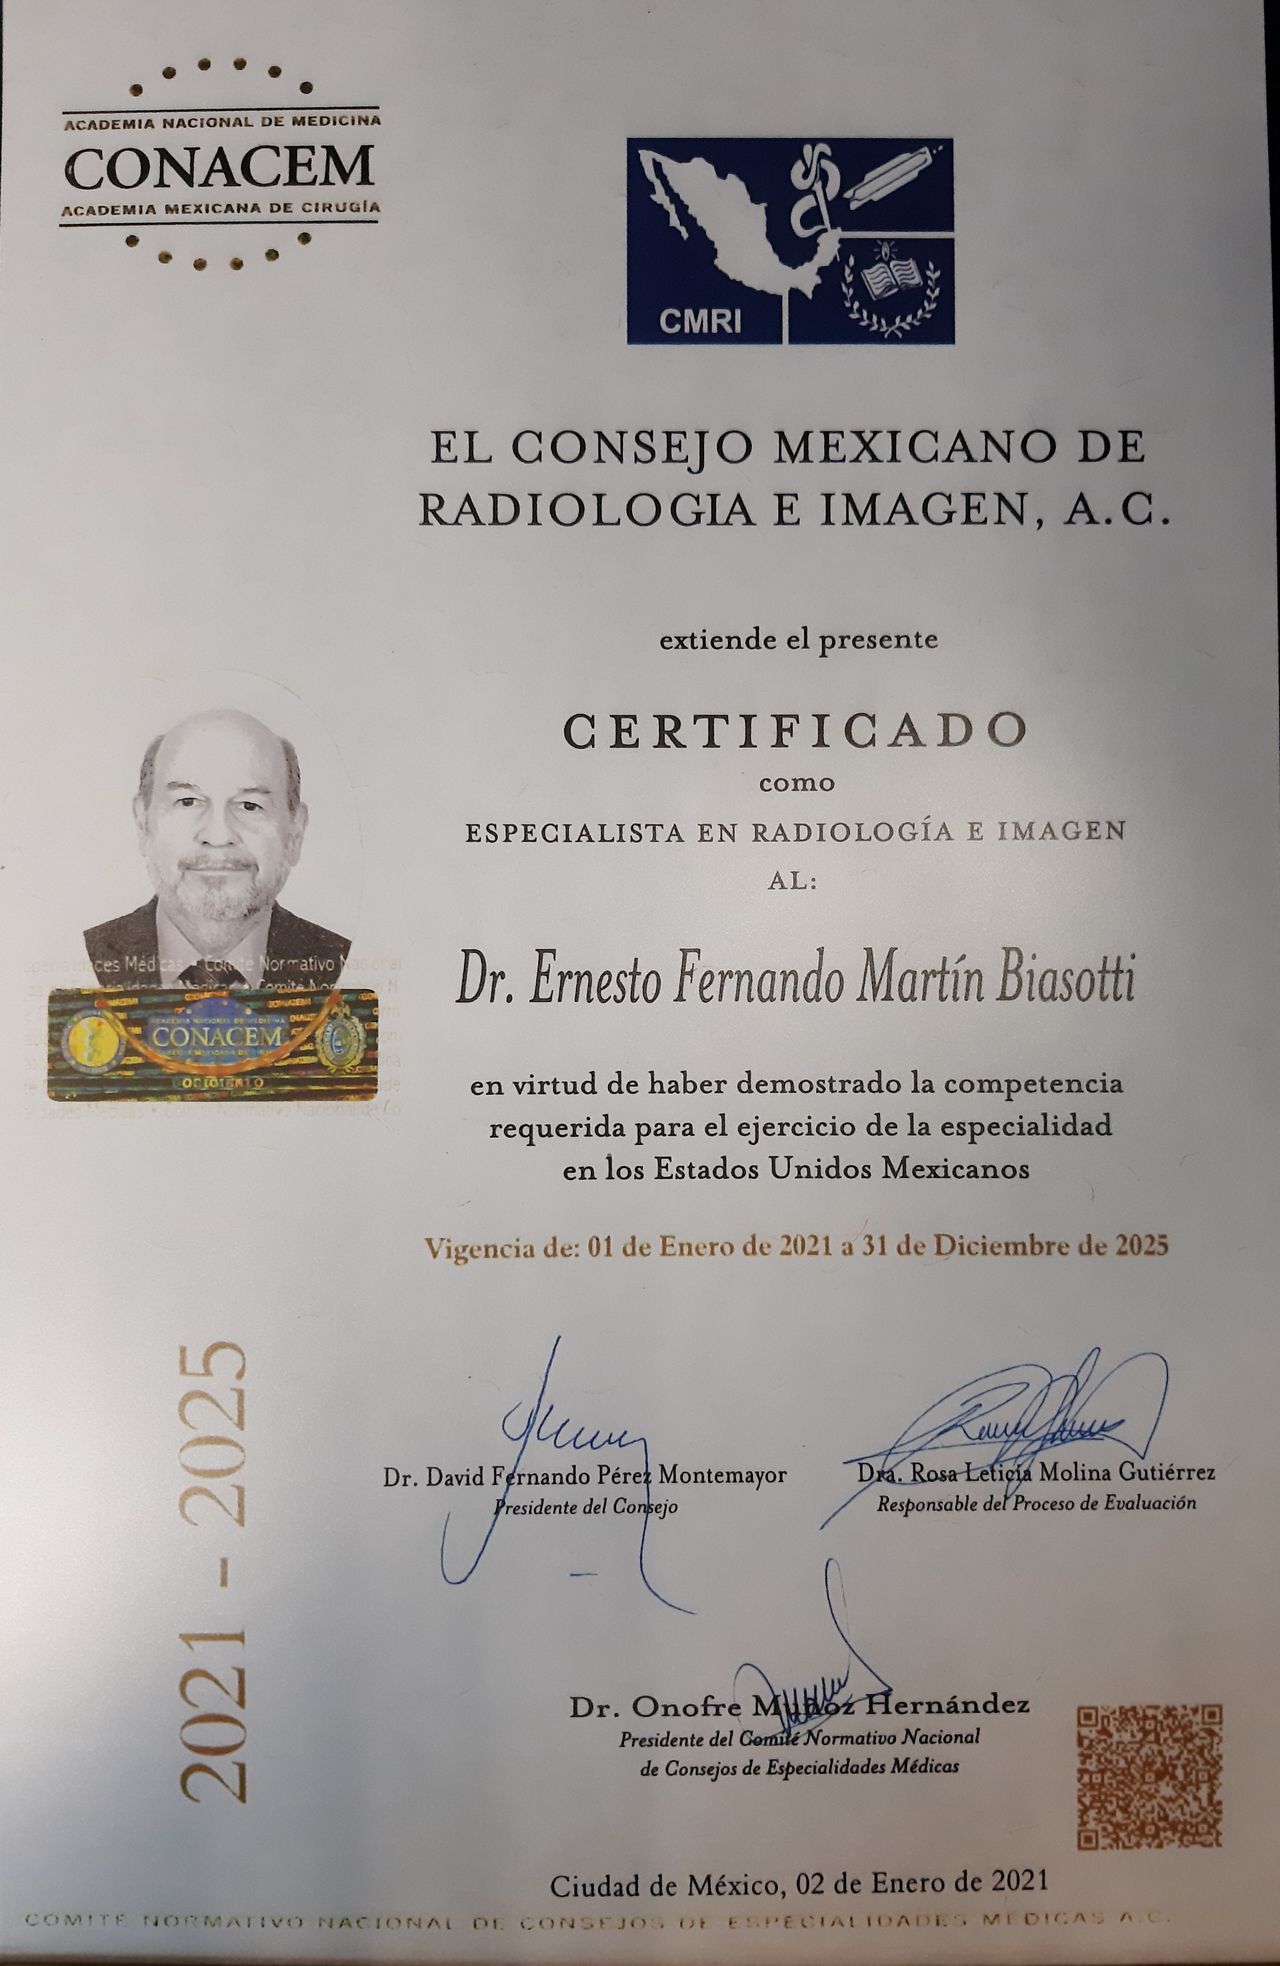 ACADEMIA NACIONAL DE MEDICINA
CONACEM
ACADEMIA MEXICANA DE CIRUGÍA
CMRI
EL CONSEJO MEXICANO DE
RADIOLOGIA E IMAGEN, A.C.
extiende el presente
CERTIFICADO
como
ESPECIALISTA EN RADIOLOGÍA E IMAGEN
AL:
Dr. Ernesto Fernando Martín Biasotti
en virtud de haber demostrado la competencia
requerida para el ejercicio de la especialidad
en los Estados Unidos Mexicanos
Vigencia de: 01 de Enero de 2021 a 31 de Diciembre de 2025
Médicas • Comité Normativo Nacional
CONACEM
2021 - 2025
Dr. David Fernando Pérez Montemayor
Presidente del Consejo
Dra. Rosa Leticia Molina Gutiérrez
Responsable del Proceso de Evaluación
Dr. Onofre Muñoz Hernández
Presidente del Comité Normativo Nacional
de Consejos de Especialidades Médicas
Ciudad de México, 02 de Enero de 2021
COMITÉ NORMATIVO NACIONAL DE CONSEJOS DE ESPECIALIDADES MEDICAS A.C.